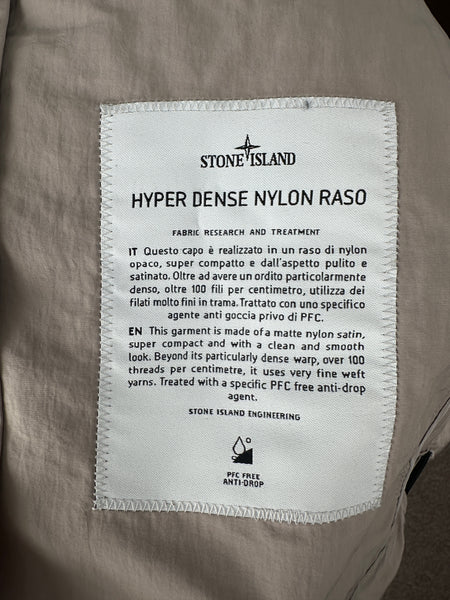 STONE ISLAND
HYPER DENSE NYLON RASO
FABRIC RESEARCH AND TREATMENT
IT Questo capo è realizzato in un raso di nylon
opaco, super compatto e dall'aspetto pulito e
satinato. Oltre ad avere un ordito particolarmente
denso, oltre 100 fili per centimetro, utilizza dei
filati molto fini in trama. Trattato con uno specifico
agente anti goccia privo di PFC.
EN This garment is made of a matte nylon satin,
super compact and with a clean and smooth
look. Beyond its particularly dense warp, over 100
threads per centimetre, it uses very fine weft
yarns. Treated with a specific PFC free anti-drop
agent.
STONE ISLAND ENGINEERING
PFC FREE
ANTI-DROP